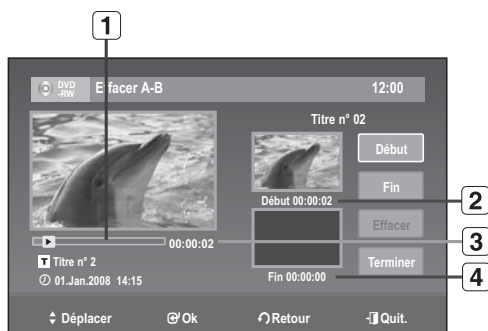 1
DVD
-RW
Effacer A-B
12:00
Titre n° 02
Début
Fin
Début 00:00:02
2
Effacer
00:00:02
3
T Titre n° 2
Terminer
01.Jan.2008 14:15
Fin 00:00:00
4
Déplacer
Ok
Retour
Quit.